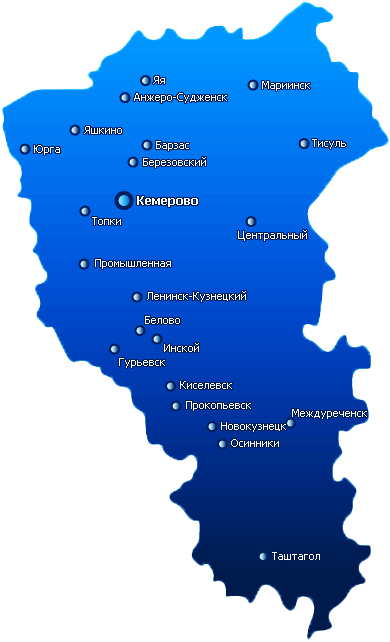 Яя
Мариинск
Анжеро-Судженск
Яшкино
Тисуль
Барзас
Юрга
Березовский
Кемерово
Топки
Центральный
Промышленная
Ленинск-Кузнецкий
Белово
Инской
Гурьевск
Киселевск
Прокопьевск
Междуреченск
Новокузнецк
Осинники
Таштагол